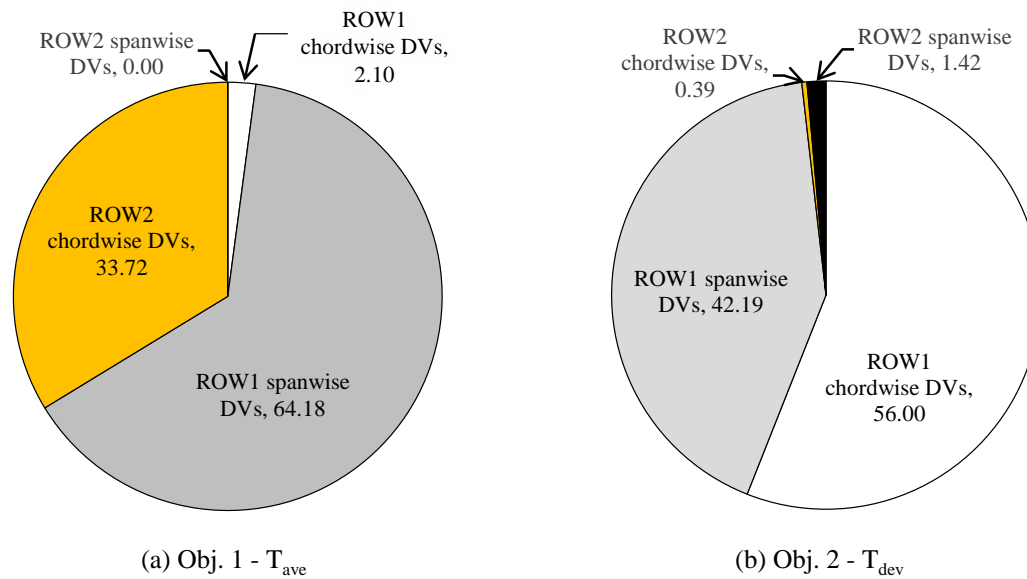 ROW2 spanwise
DVs, 0.00
ROW1
chordwise DVs,
2.10
ROW2
chordwise DVs,
33.72
ROW1 spanwise
DVs, 64.18
(a) Obj. 1 - Tave
ROW2
chordwise DVs,
0.39
ROW2 spanwise
DVs, 1.42
ROW1 spanwise
DVs, 42.19
ROW1
chordwise DVs,
56.00
(b) Obj. 2 - Tdev